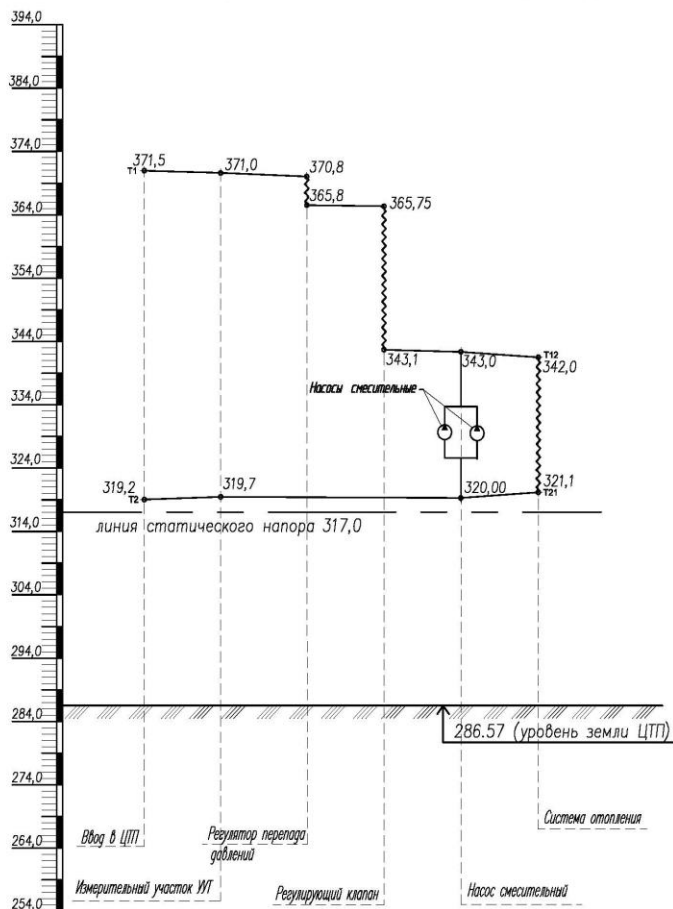 394,0
384,0
374,0
364,0
354,0
344,0
334,0
324,0
314,0
304,0
294,0
284,0
274,0
264,0
254,0
T1
371,5
371,0
370,8
365,8
365,75
343,1
343,0
T12
342,0
Насосы смесительные
319,2
T2
319,7
320,00
321,1
T21
линия статического напора 317,0
286.57 (уровень земли ЦТП)
Ввод в ЦТП
Регулятор перепада
давлений
Система отопления
Измерительный участок УУТ
Регулирующий клапан
Насос смесительный